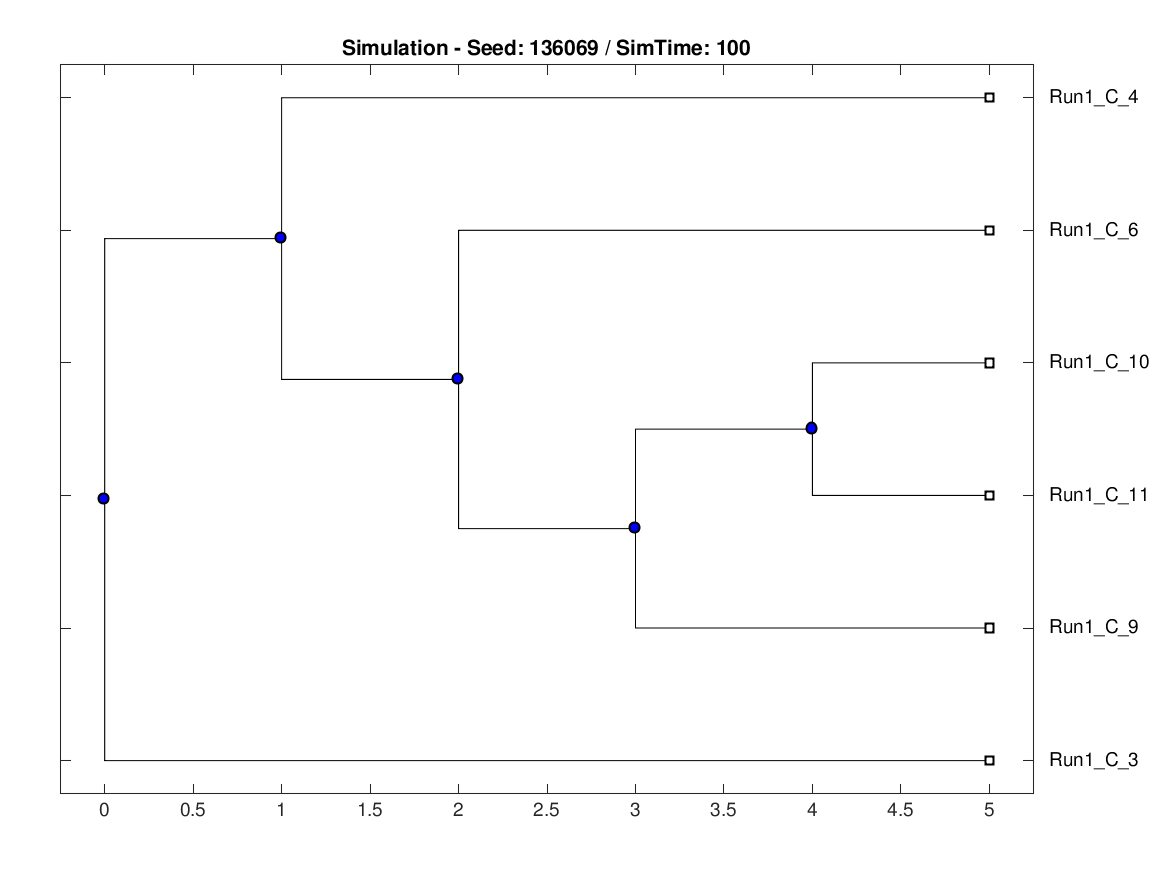 Simulation - Seed: 136069 / SimTime: 100
Run1_C_4
Run1_C_6
Run1_C_10
Run1_C_11
Run1_C_9
Run1_C_3
0 0.5 1 1.5 2 2.5 3 3.5 4 4.5 5